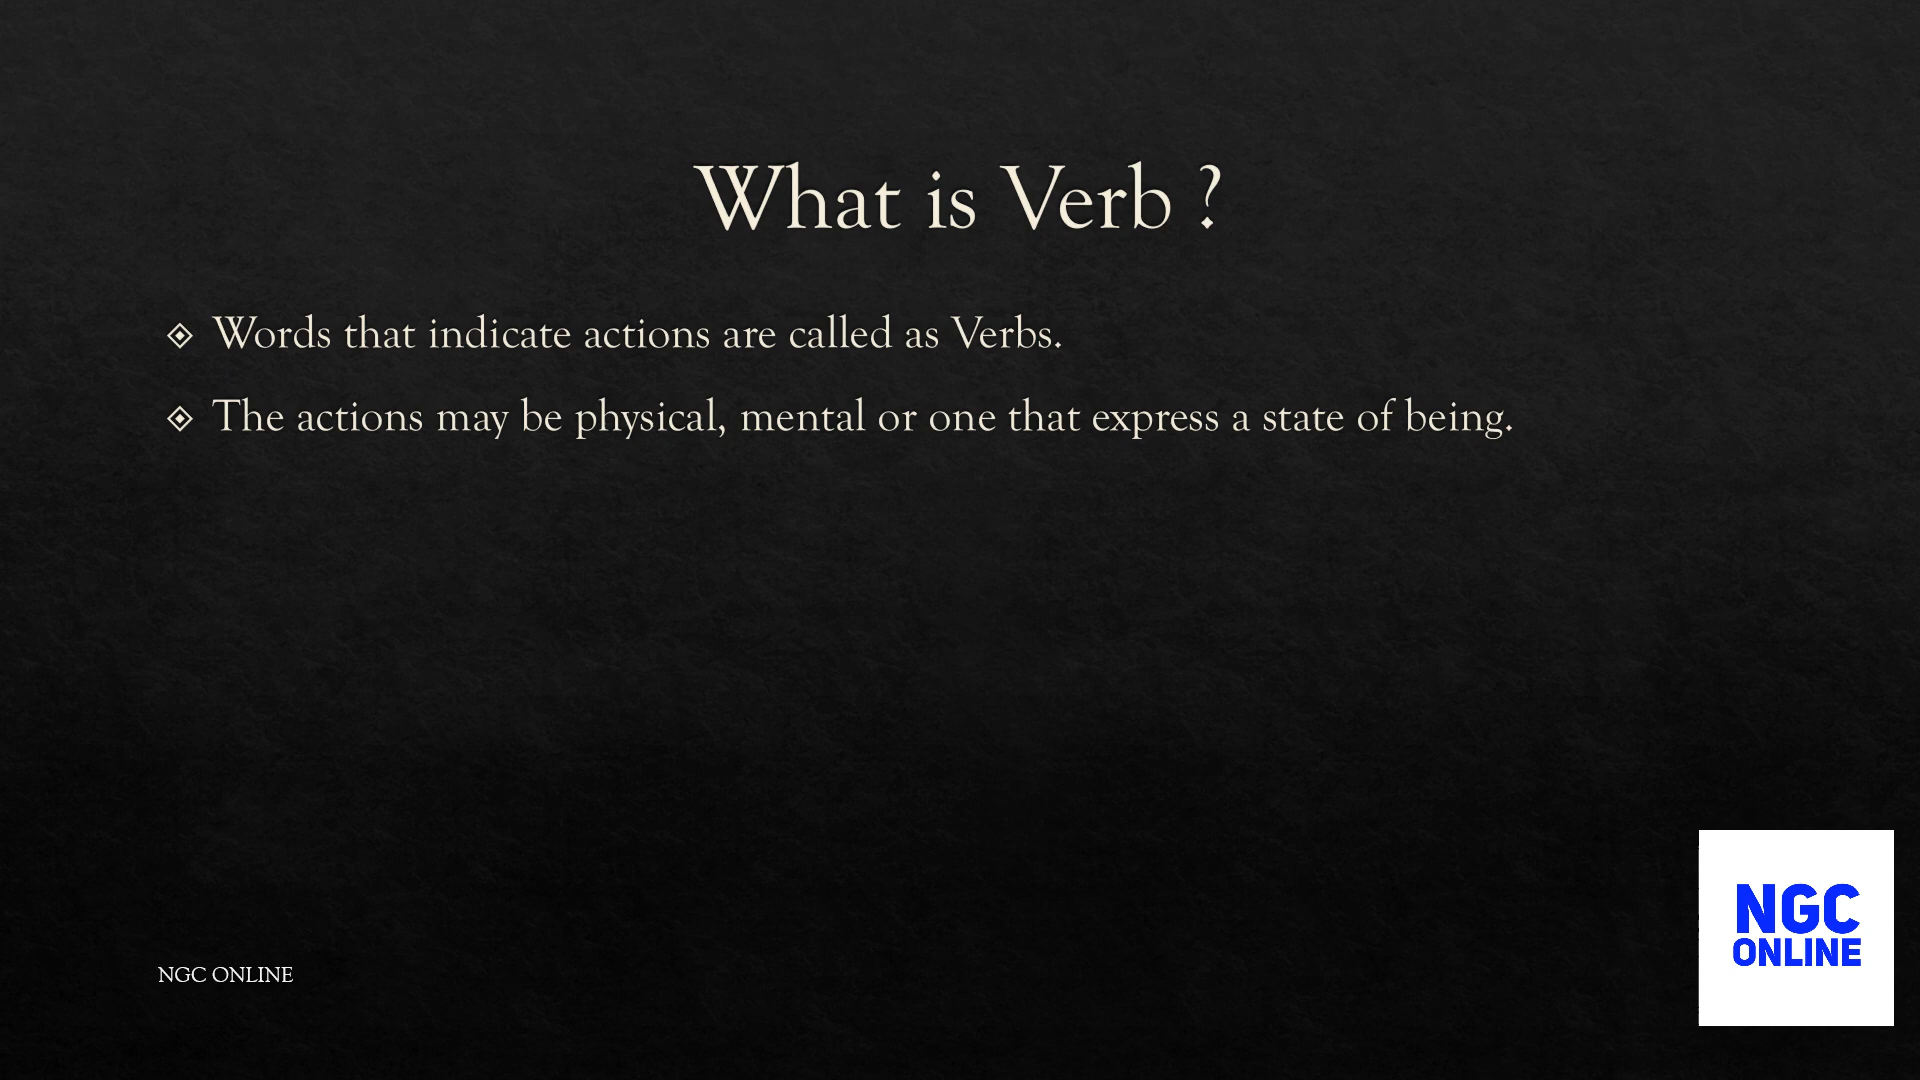 What is Verb ?
Words that indicate actions are called as Verbs.
The actions may be physical, mental or one that express a state of being.
NGC ONLINE
NGC
ONLINE